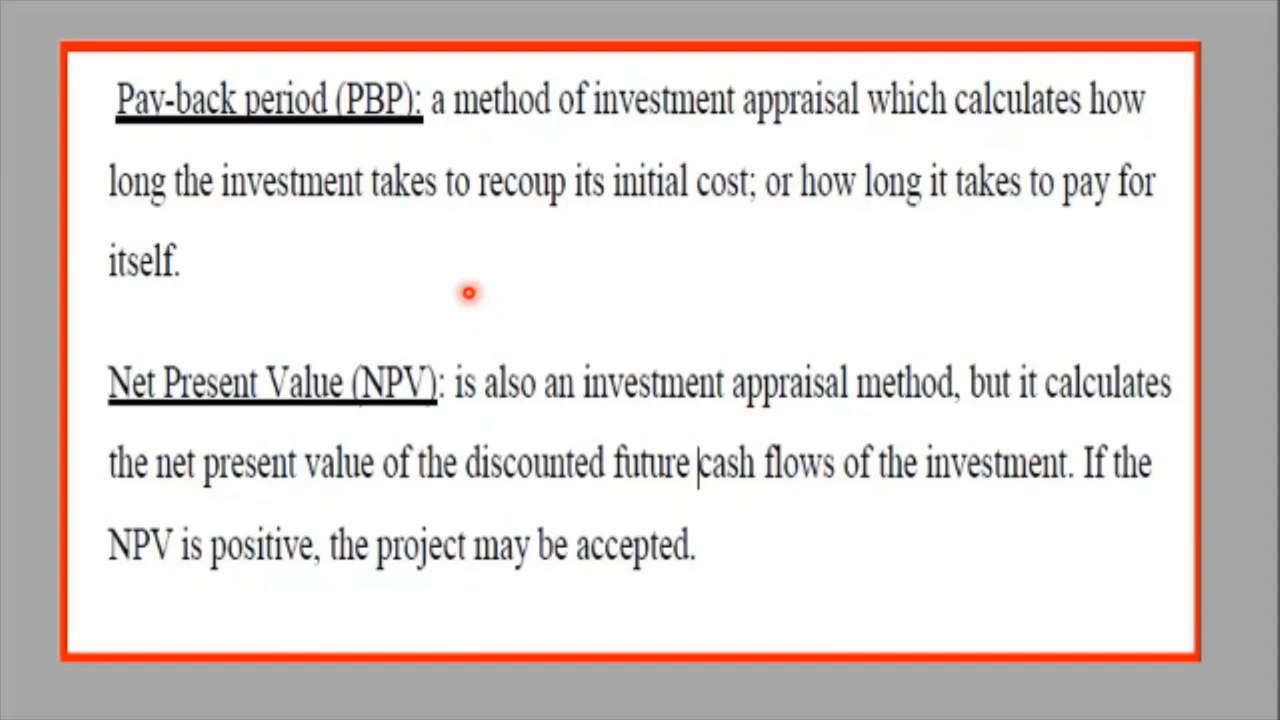 Pay-back period (PBP): a method of investment appraisal which calculates how
long the investment takes to recoup its initial cost; or how long it takes to pay for
itself.
Net Present Value (NPV): is also an investment appraisal method, but it calculates
the net present value of the discounted future cash flows of the investment. If the
NPV is positive, the project may be accepted.